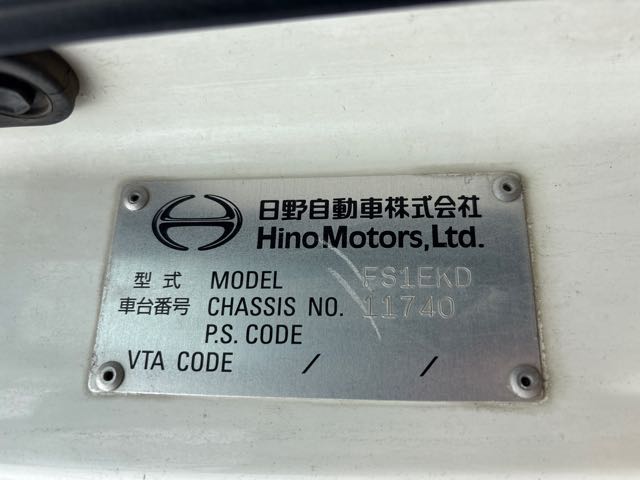 日野自動車株式会社
Hino Motors, Ltd.
型式 MODEL FS1EKD
車台番号 CHASSIS NO. 11740
P.S. CODE
VTA CODE / /